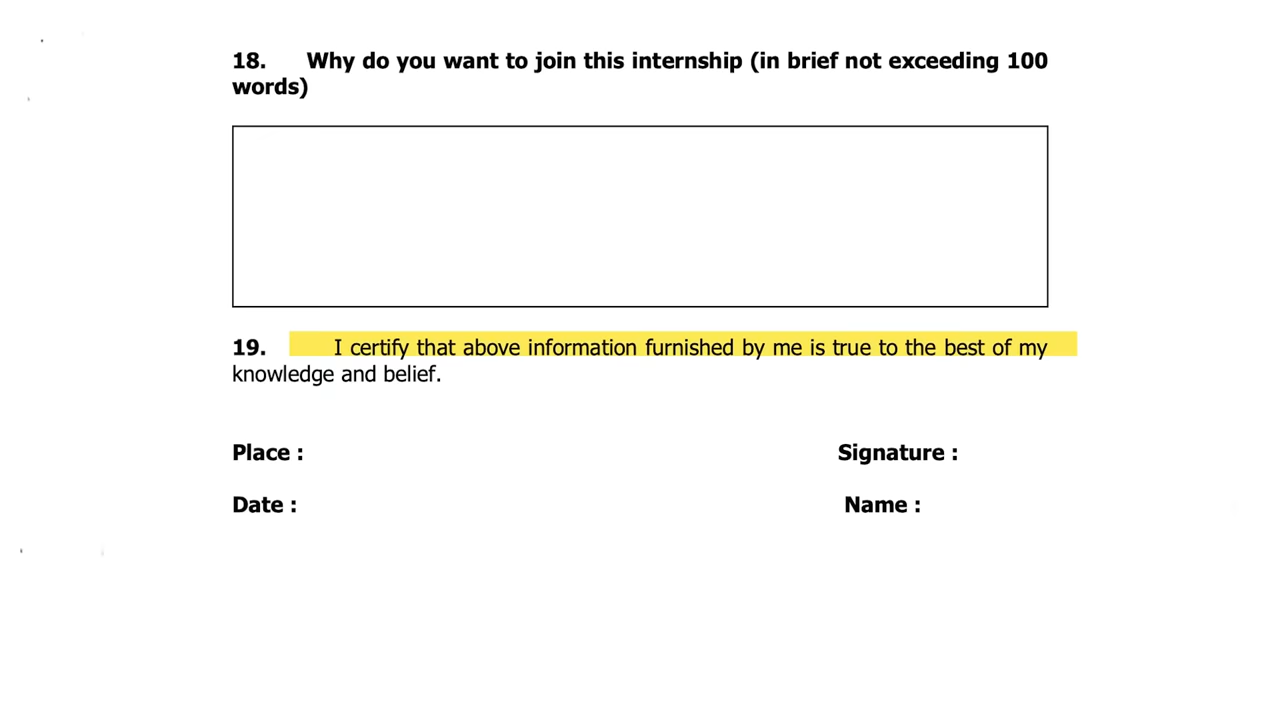 18. Why do you want to join this internship (in brief not exceeding 100
words)
19. I certify that above information furnished by me is true to the best of my
knowledge and belief.
Place : Signature :
Date : Name :